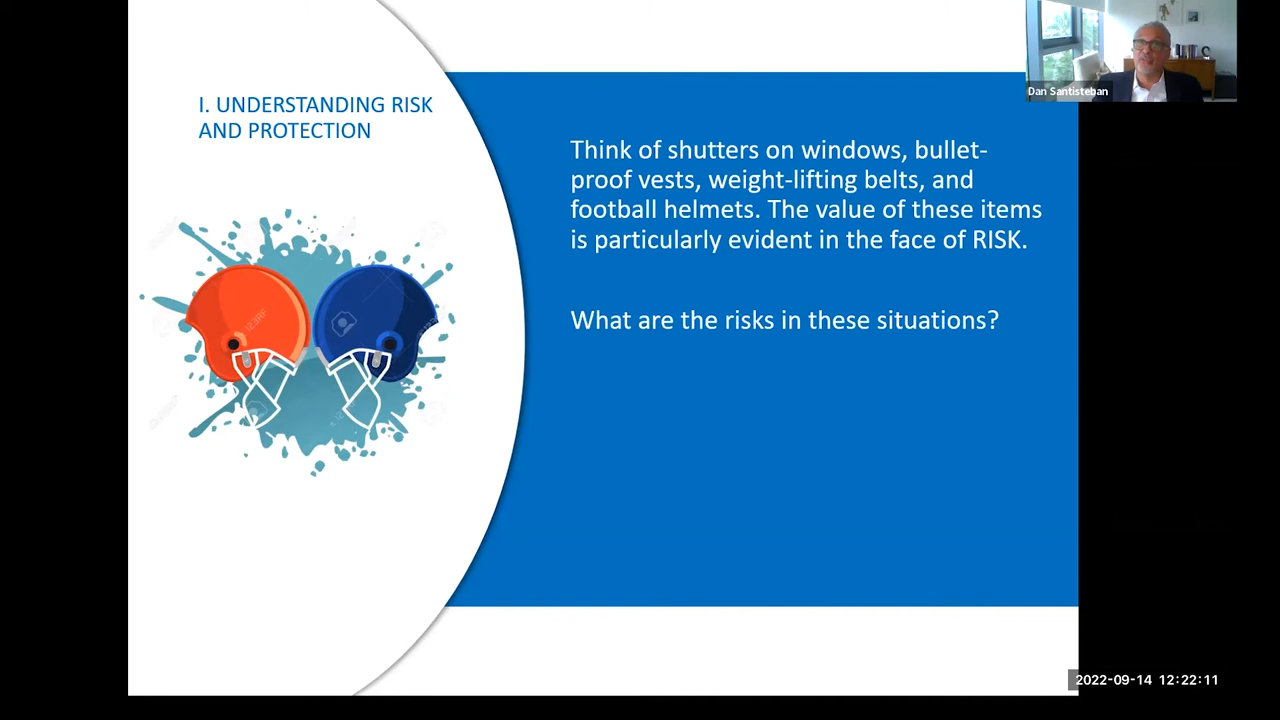 I. UNDERSTANDING RISK
AND PROTECTION
Think of shutters on windows, bullet-
proof vests, weight-lifting belts, and
football helmets. The value of these items
is particularly evident in the face of RISK.
What are the risks in these situations?
Dan Santisteban
123RF
2022-09-14 12:22:11